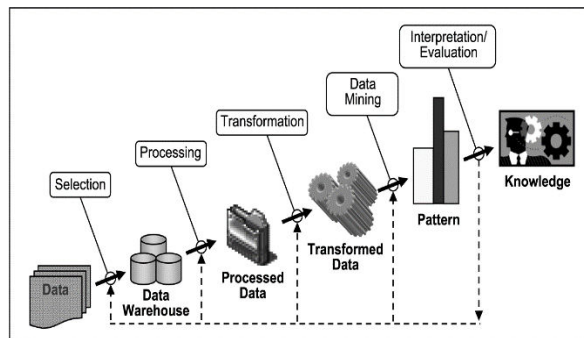 Interpretation/
Evaluation
Data
Mining
Transformation
Processing
Selection
Knowledge
Pattern
Transformed
Data
Processed
Data
Data
Warehouse
Data